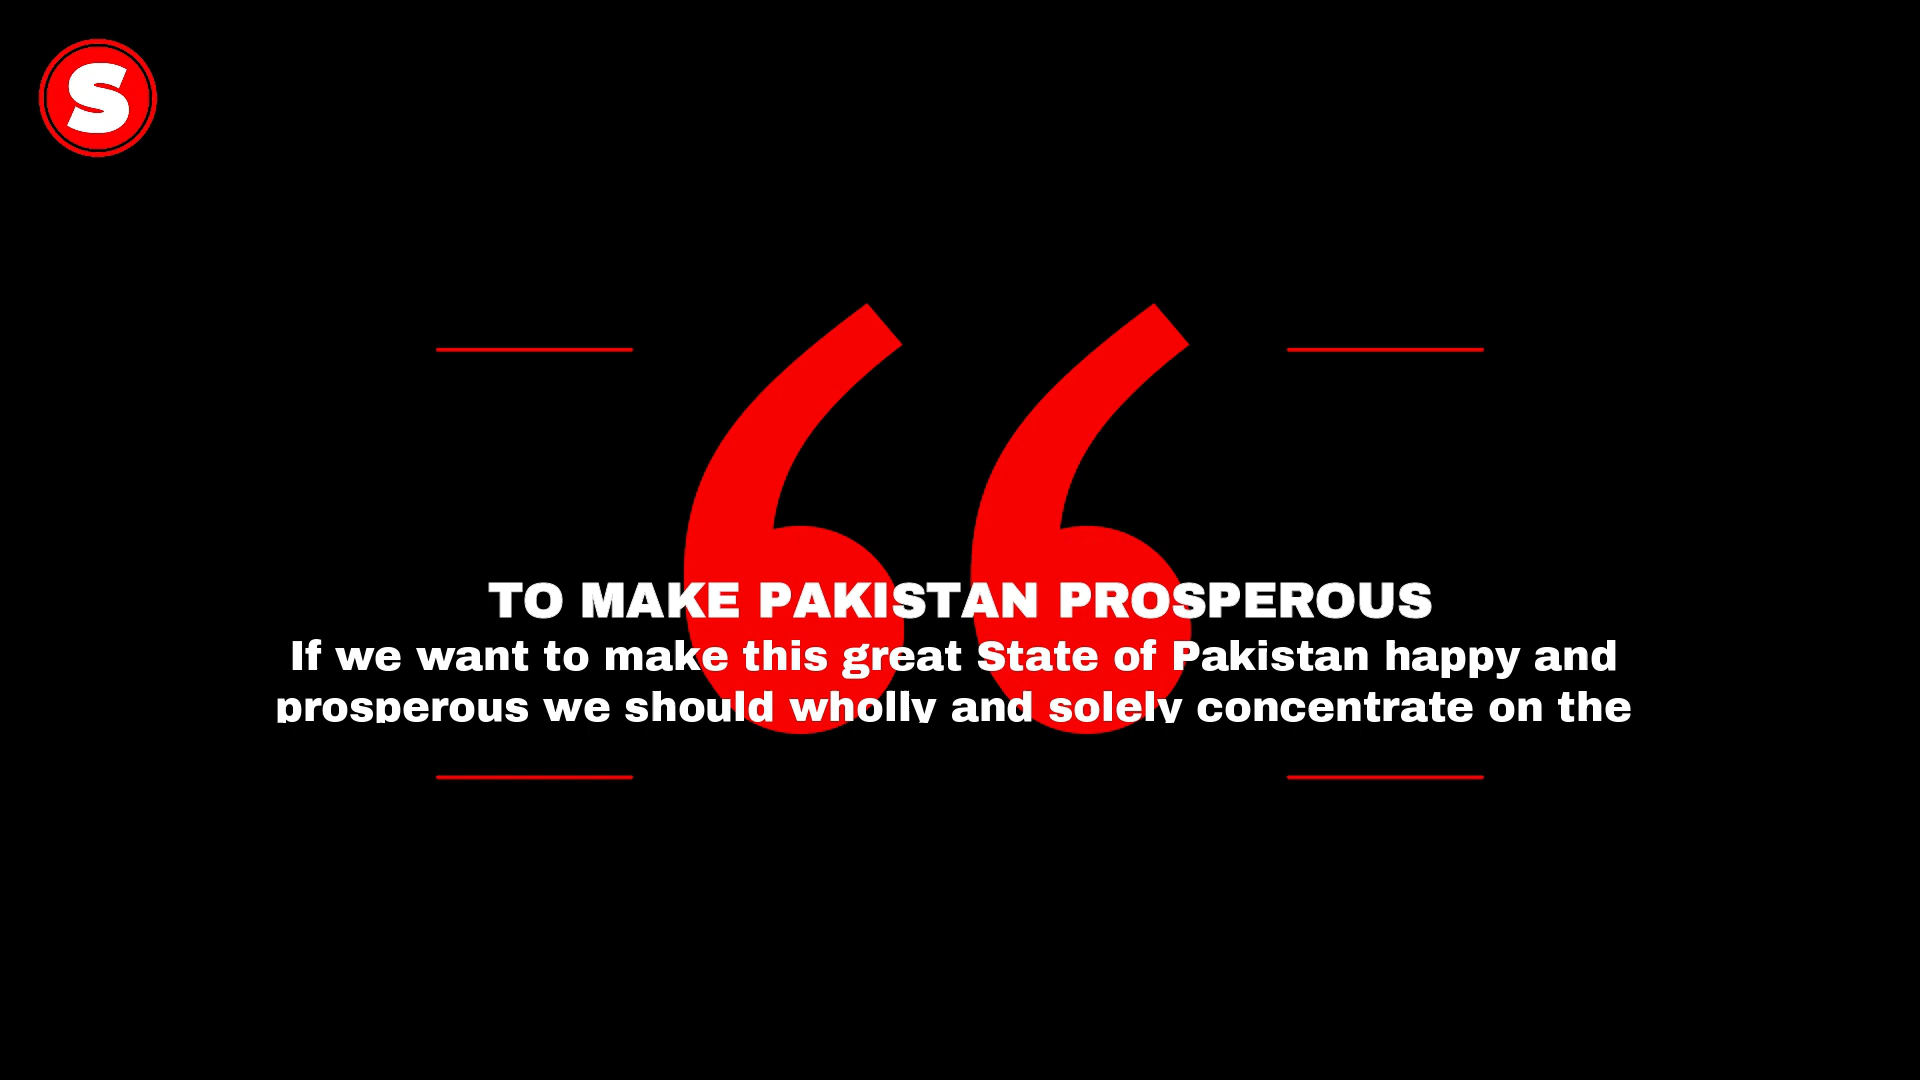 S
TO MAKE PAKISTAN PROSPEROUS
If we want to make this great State of Pakistan happy and
prosperous we should wholly and solely concentrate on the